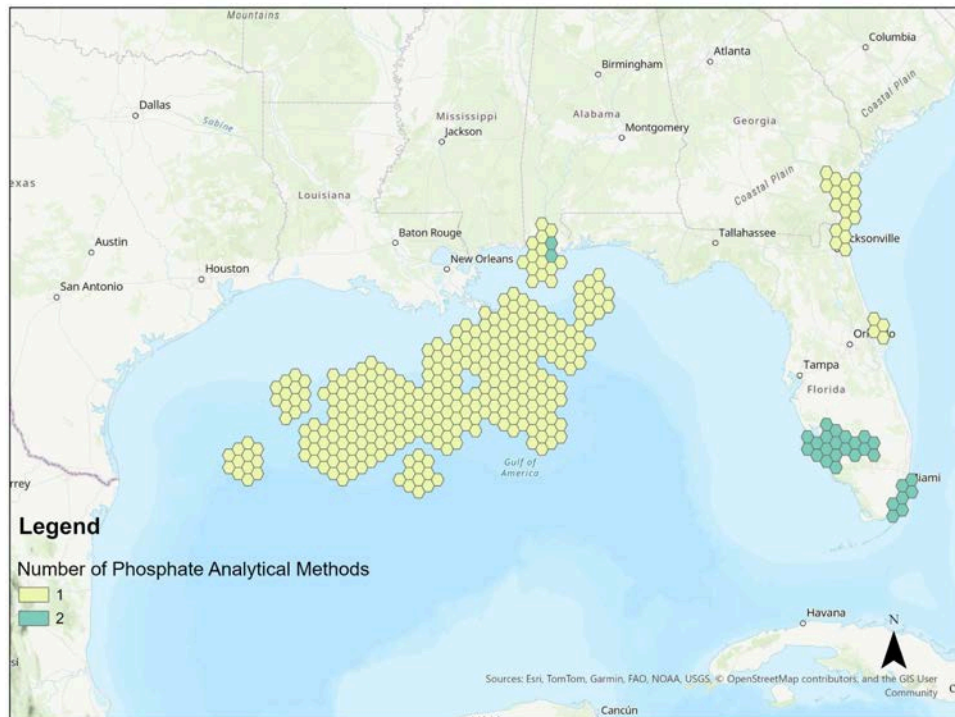 Mountains
Columbia
Atlanta
Birmingham
Dallas
Coastal Plain
Sabine
Mississippi
Alabama
Georgia
Jackson
Montgomery
exas
Coastal Plain
Louisiana
Baton Rouge
Tallahassee
cksonville
Austin
New Orleans
Houston
San Antonio
Orlando
Tampa
Florida
Gulf of
America
rrey
Miami
Legend
Number of Phosphate Analytical Methods
1
2
Havana
N
si
Sources: Esri, TomTom, Garmin, FAO, NOAA, USGS, © OpenStreetMap contributors, and the GIS User
Community
Cancún